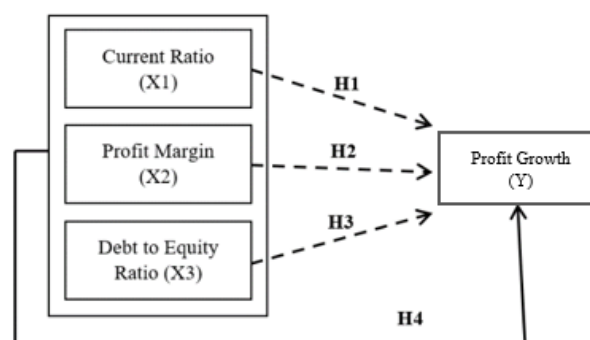 Current Ratio
(X1)
H1
Profit Margin
(X2)
H2
Profit Growth
(Y)
Debt to Equity
Ratio (X3)
H3
H4